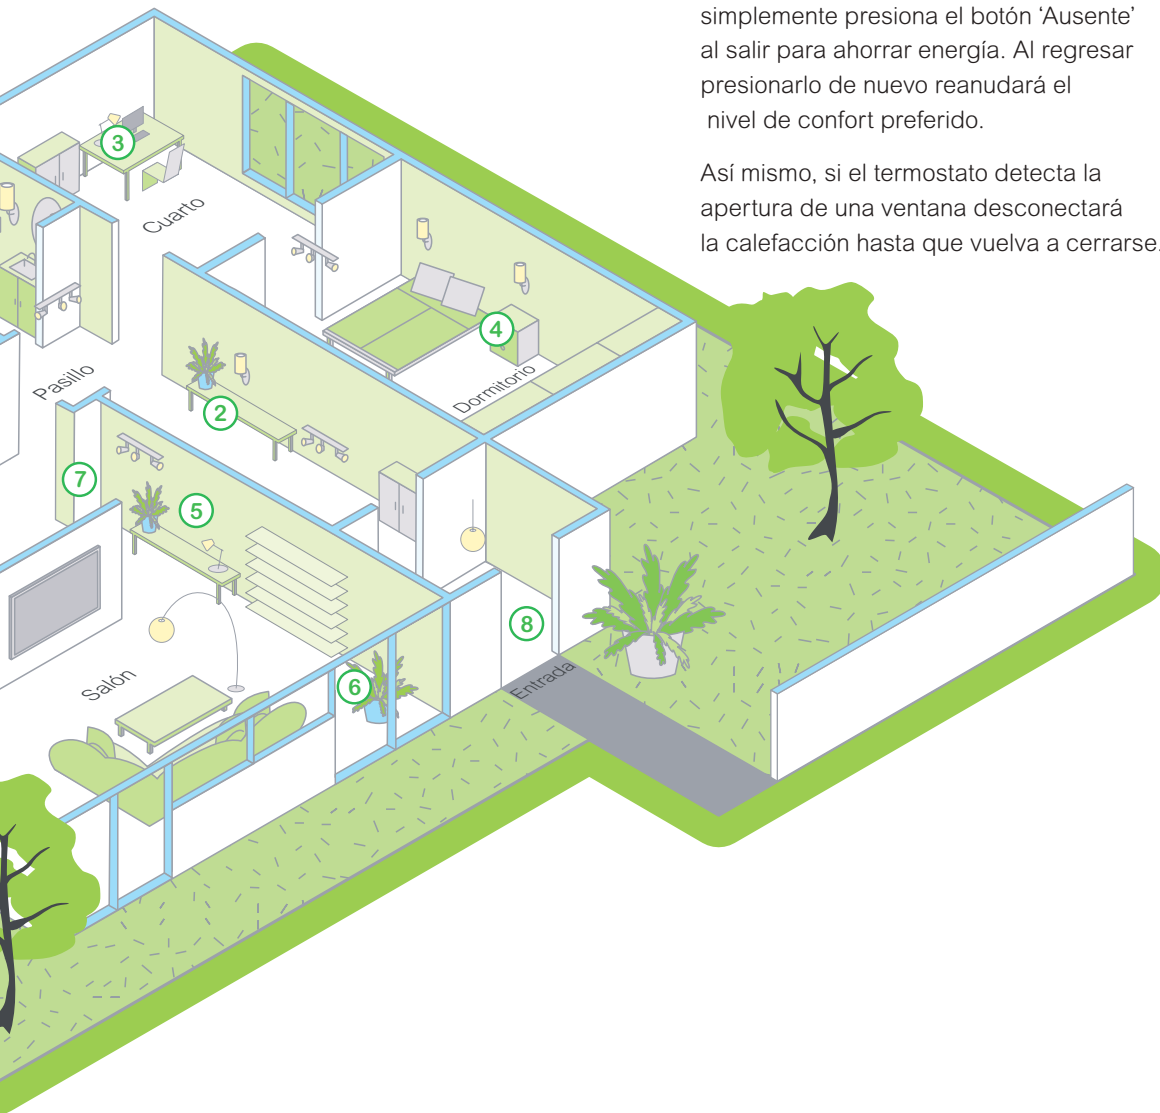 simplemente presiona el botón ‘Ausente’
al salir para ahorrar energía. Al regresar
presionarlo de nuevo reanudará el
nivel de confort preferido.
Así mismo, si el termostato detecta la
apertura de una ventana desconectará
la calefacción hasta que vuelva a cerrarse.
3
Cuarto
4
Dormitorio
Pasillo
2
7
5
8
Entrada
6
Salón